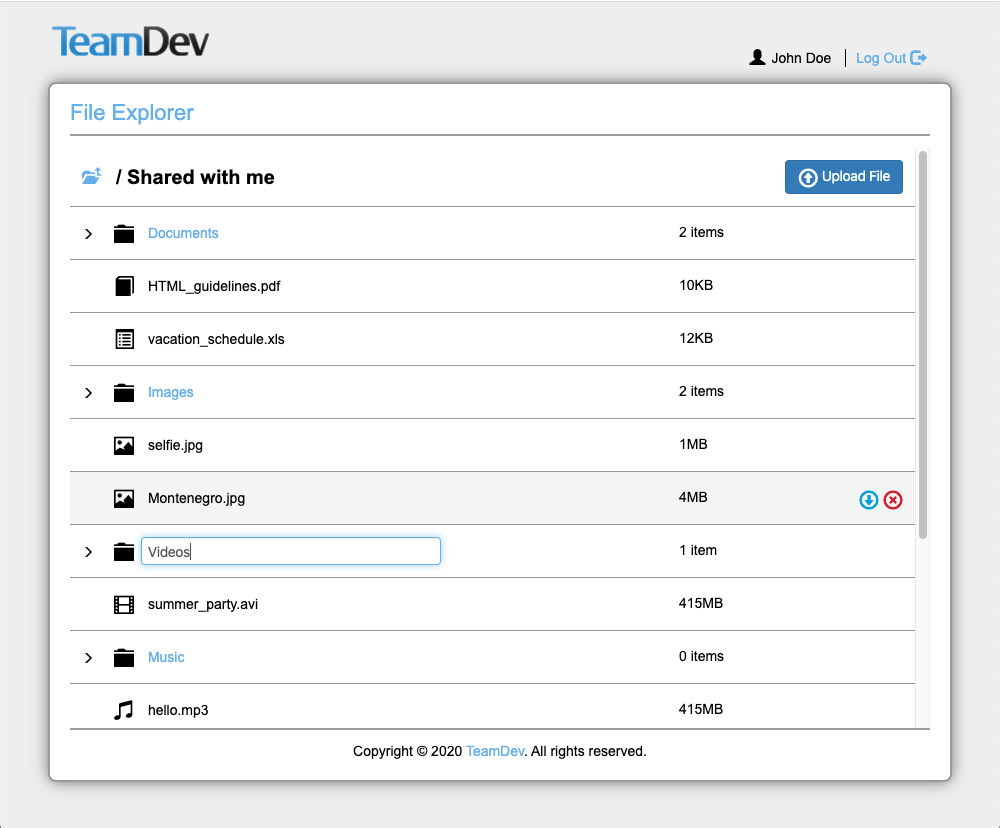 TeamDev
John Doe
Log Out
File Explorer
/ Shared with me
Upload File
Documents 2 items
HTML_guidelines.pdf 10KB
vacation_schedule.xls 12KB
Images 2 items
selfie.jpg 1MB
Montenegro.jpg 4MB
Videos 1 item
summer_party.avi 415MB
Music 0 items
hello.mp3 415MB
Copyright © 2020 TeamDev. All rights reserved.